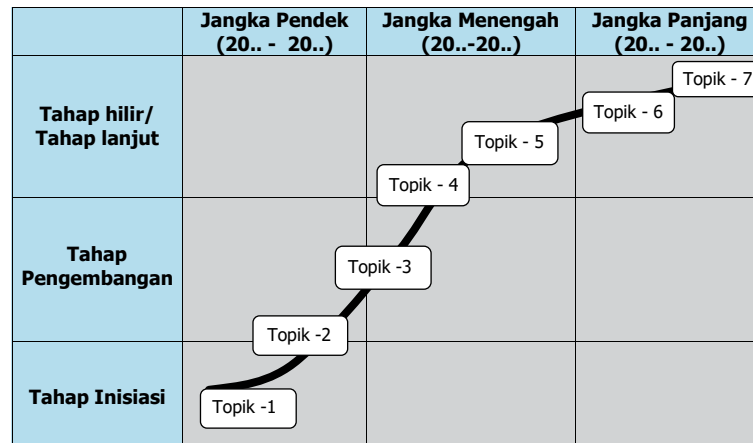 Jangka Pendek
(20.. - 20..)
Jangka Menengah
(20..-20..)
Jangka Panjang
(20.. - 20..)
Tahap hilir/
Tahap lanjut
Topik - 7
Topik - 6
Topik - 5
Topik - 4
Tahap
Pengembangan
Topik -3
Topik -2
Tahap Inisiasi
Topik -1